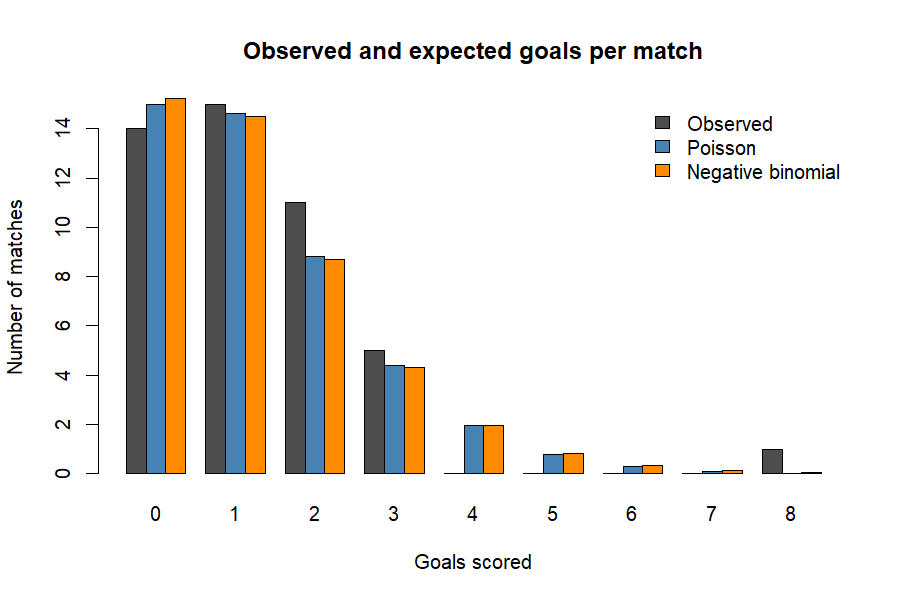 Observed and expected goals per match
Observed
Poisson
Negative binomial
Number of matches
14
12
10
8
6
4
2
0
0 1 2 3 4 5 6 7 8
Goals scored